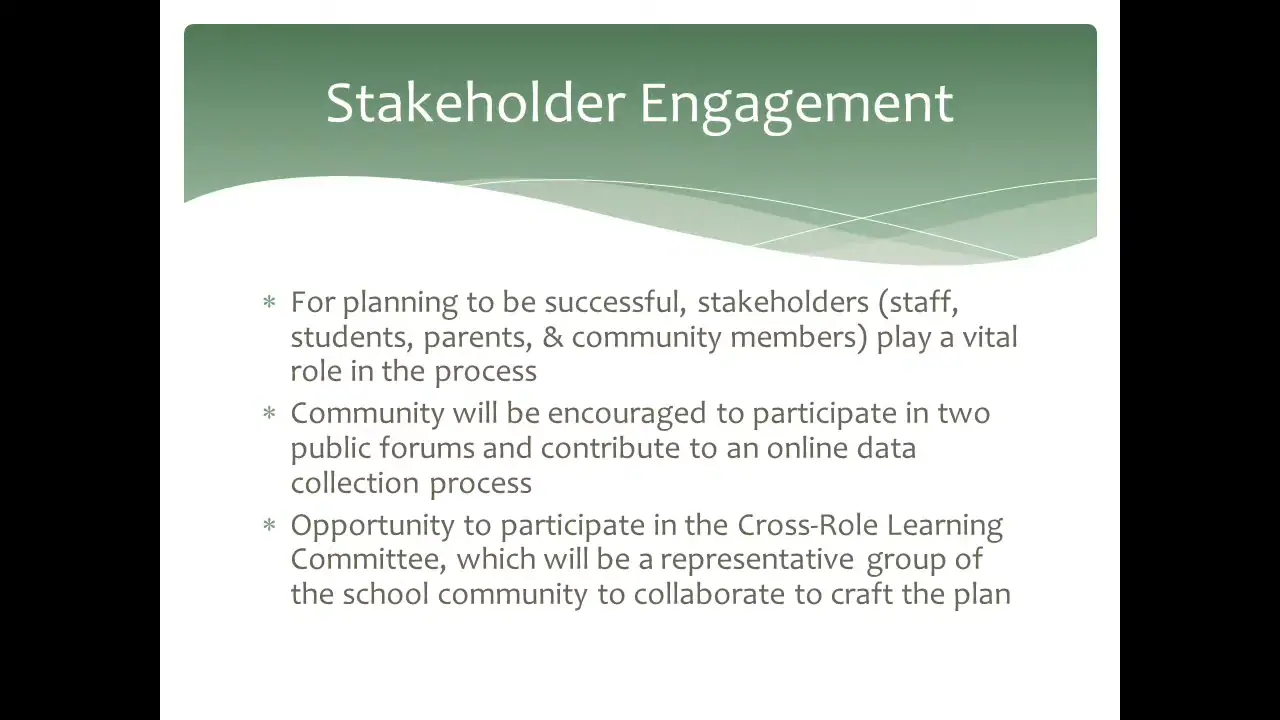 Stakeholder Engagement
* For planning to be successful, stakeholders (staff,
students, parents, & community members) play a vital
role in the process
* Community will be encouraged to participate in two
public forums and contribute to an online data
collection process
* Opportunity to participate in the Cross-Role Learning
Committee, which will be a representative group of
the school community to collaborate to craft the plan